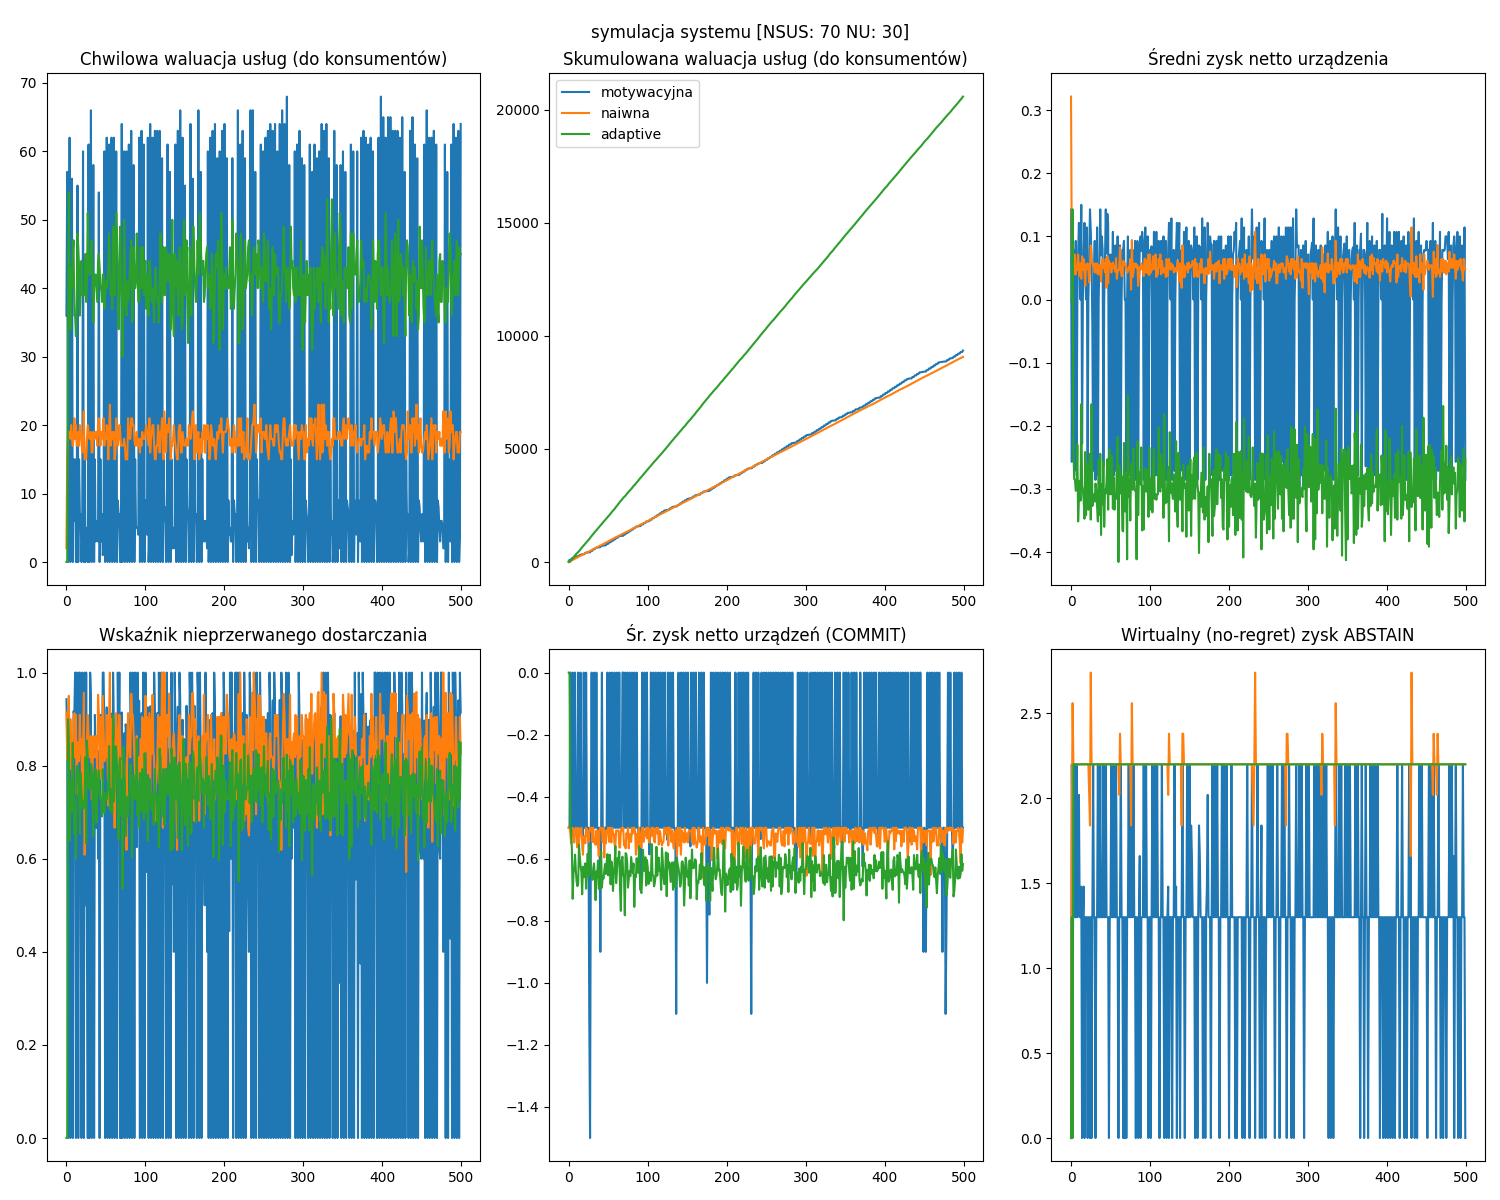 symulacja systemu [NSUS: 70 NU: 30]
Chwilowa waluacja usług (do konsumentów)
70
60
50
40
30
20
10
0
0 100 200 300 400 500
Skumulowana waluacja usług (do konsumentów)
motywacyjna
naiwna
adaptive
20000
15000
10000
5000
0
0 100 200 300 400 500
Średni zysk netto urządzenia
0.3
0.2
0.1
0.0
−0.1
−0.2
−0.3
−0.4
0 100 200 300 400 500
Wskaźnik nieprzerwanego dostarczania
1.0
0.8
0.6
0.4
0.2
0.0
0 100 200 300 400 500
Śr. zysk netto urządzeń (COMMIT)
0.0
−0.2
−0.4
−0.6
−0.8
−1.0
−1.2
−1.4
0 100 200 300 400 500
Wirtualny (no-regret) zysk ABSTAIN
2.5
2.0
1.5
1.0
0.5
0.0
0 100 200 300 400 500